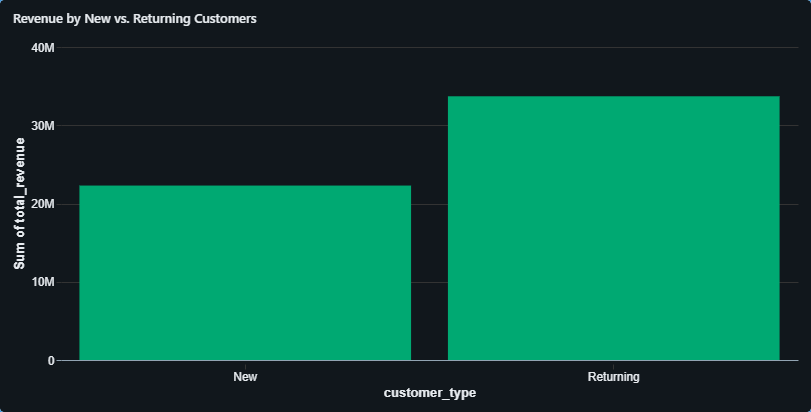 Revenue by New vs. Returning Customers
40M
30M
20M
10M
0
Sum of total_revenue
New
Returning
customer_type